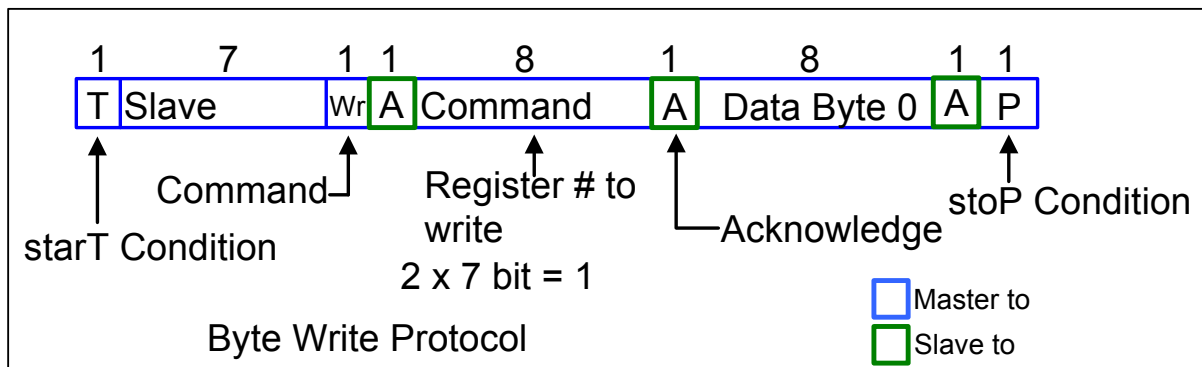 1 7 1 1 8 1 8 1 1
T Slave Wr A Command A Data Byte 0 A P
Command
Register # to
write
2 x 7 bit = 1
Acknowledge
stoP Condition
starT Condition
Byte Write Protocol
Master to
Slave to